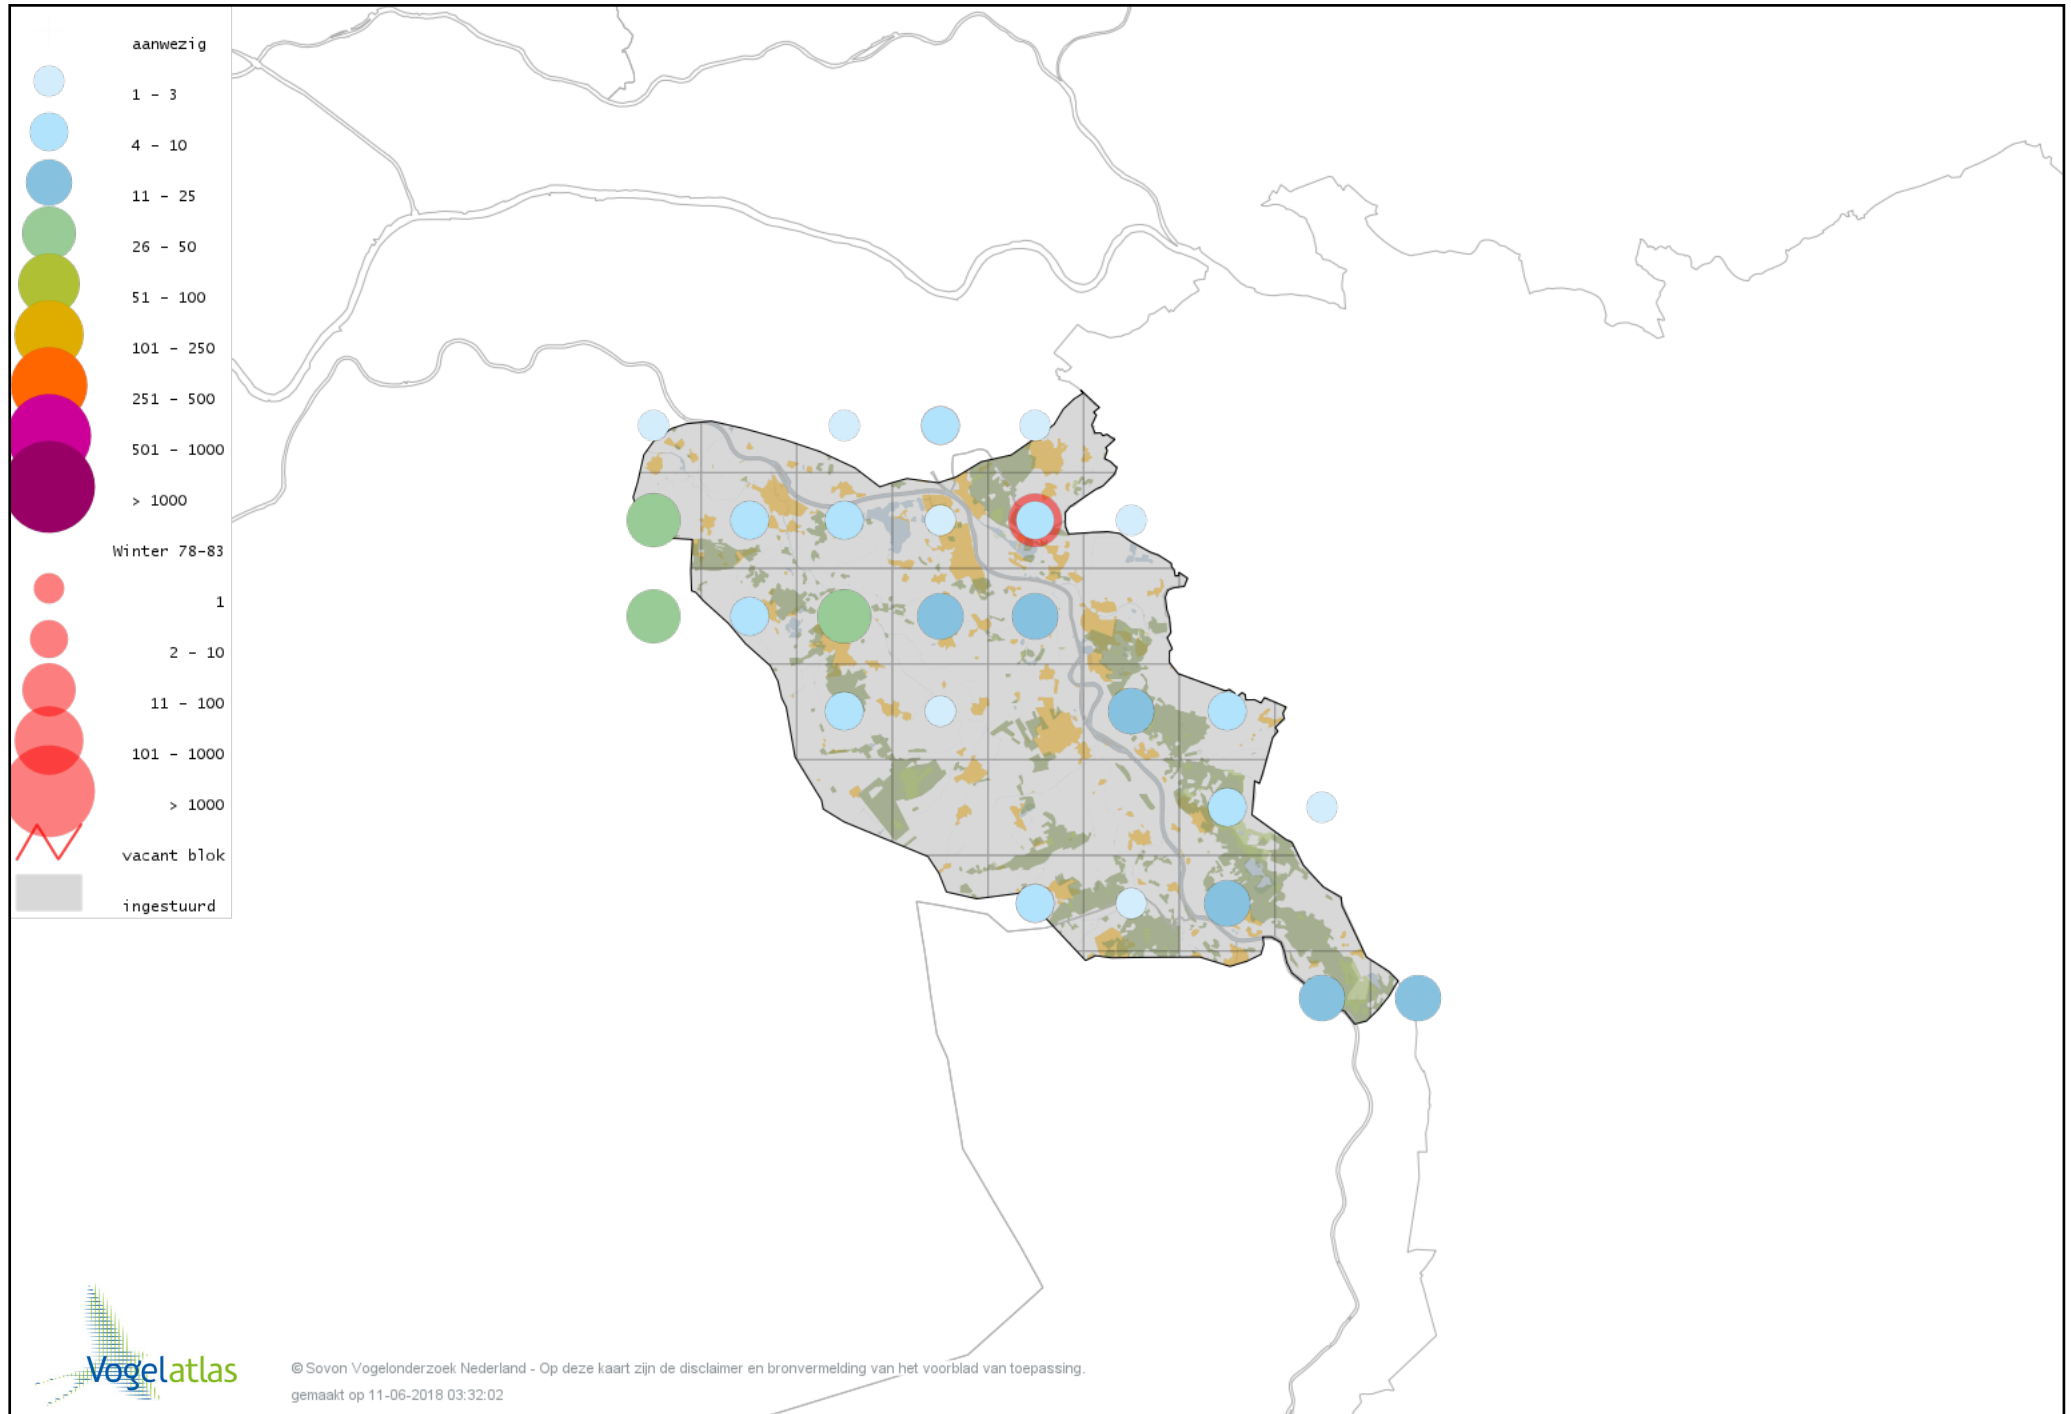 aanwezig
1 - 3
4 - 10
11 - 25
26 - 50
51 - 100
101 - 250
251 - 500
501 - 1000
> 1000
Winter 78-83
1
2 - 10
11 - 100
101 - 1000
> 1000
vacant blok
ingestuurd
Vogelatlas
© Sovon Vogelonderzoek Nederland - Op deze kaart zijn de disclaimer en bronvermelding van het voorblad van toepassing.
gemaakt op 11-06-2018 03:32:02